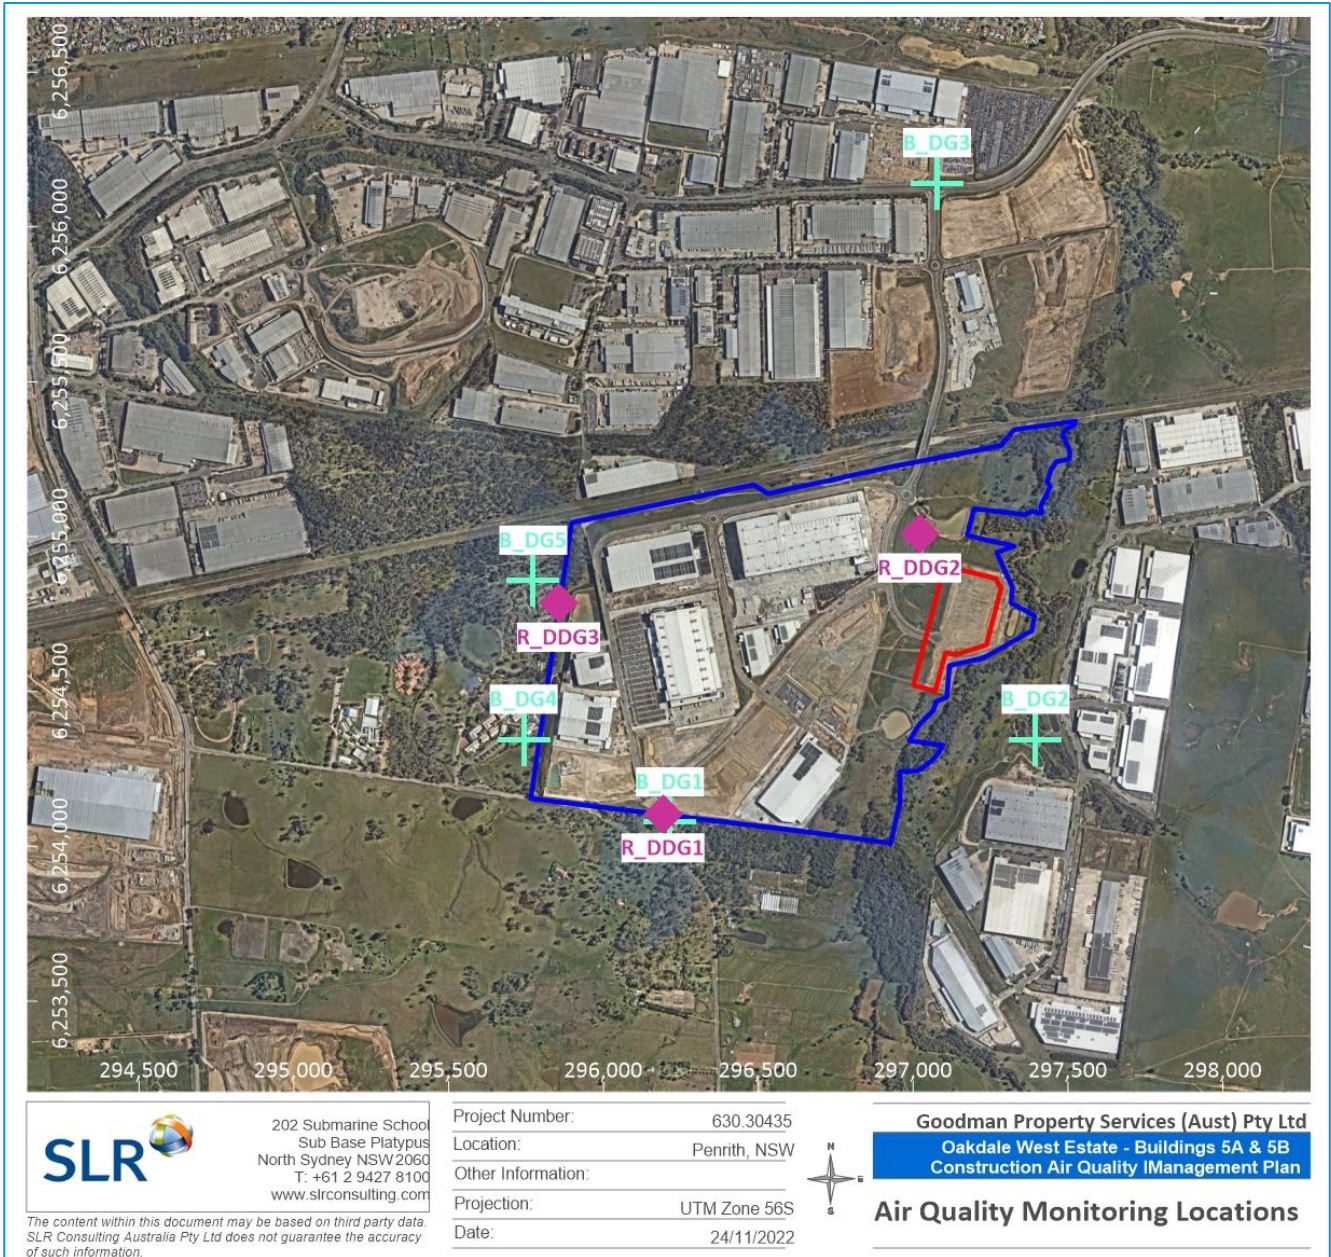 6,256,500
B_DG3
6,256,000
6,255,500
B_DG5
6,255,000
R_DDG2
R_DDG3
B_DG4
B_DG2
6,254,500
B_DG1
R_DDG1
6,254,000
6,253,500
294,500
295,000
295,500
296,000
296,500
297,000
297,500
298,000
SLR
202 Submarine School
Sub Base Platypus
North Sydney NSW 2060
T: +61 2 9427 8100
www.slrconsulting.com
The content within this document may be based on third party data.
SLR Consulting Australia Pty Ltd does not guarantee the accuracy
of such information.
Project Number: 630.30435
Location: Penrith, NSW
Other Information:
Projection: UTM Zone 56S
Date: 24/11/2022
N
E
S
Goodman Property Services (Aust) Pty Ltd
Oakdale West Estate - Buildings 5A & 5B
Construction Air Quality IManagement Plan
Air Quality Monitoring Locations